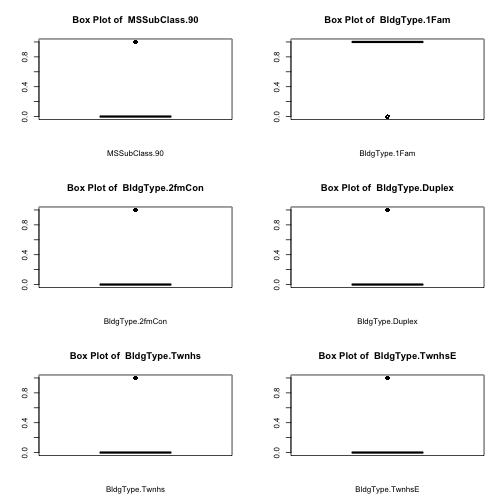 Box Plot of  MSSubClass.90
0.8
0.4
0.0
MSSubClass.90
Box Plot of  BldgType.1Fam
0.8
0.4
0.0
BldgType.1Fam
Box Plot of  BldgType.2fmCon
0.8
0.4
0.0
BldgType.2fmCon
Box Plot of  BldgType.Duplex
0.8
0.4
0.0
BldgType.Duplex
Box Plot of  BldgType.Twnhs
0.8
0.4
0.0
BldgType.Twnhs
Box Plot of  BldgType.TwnhsE
0.8
0.4
0.0
BldgType.TwnhsE